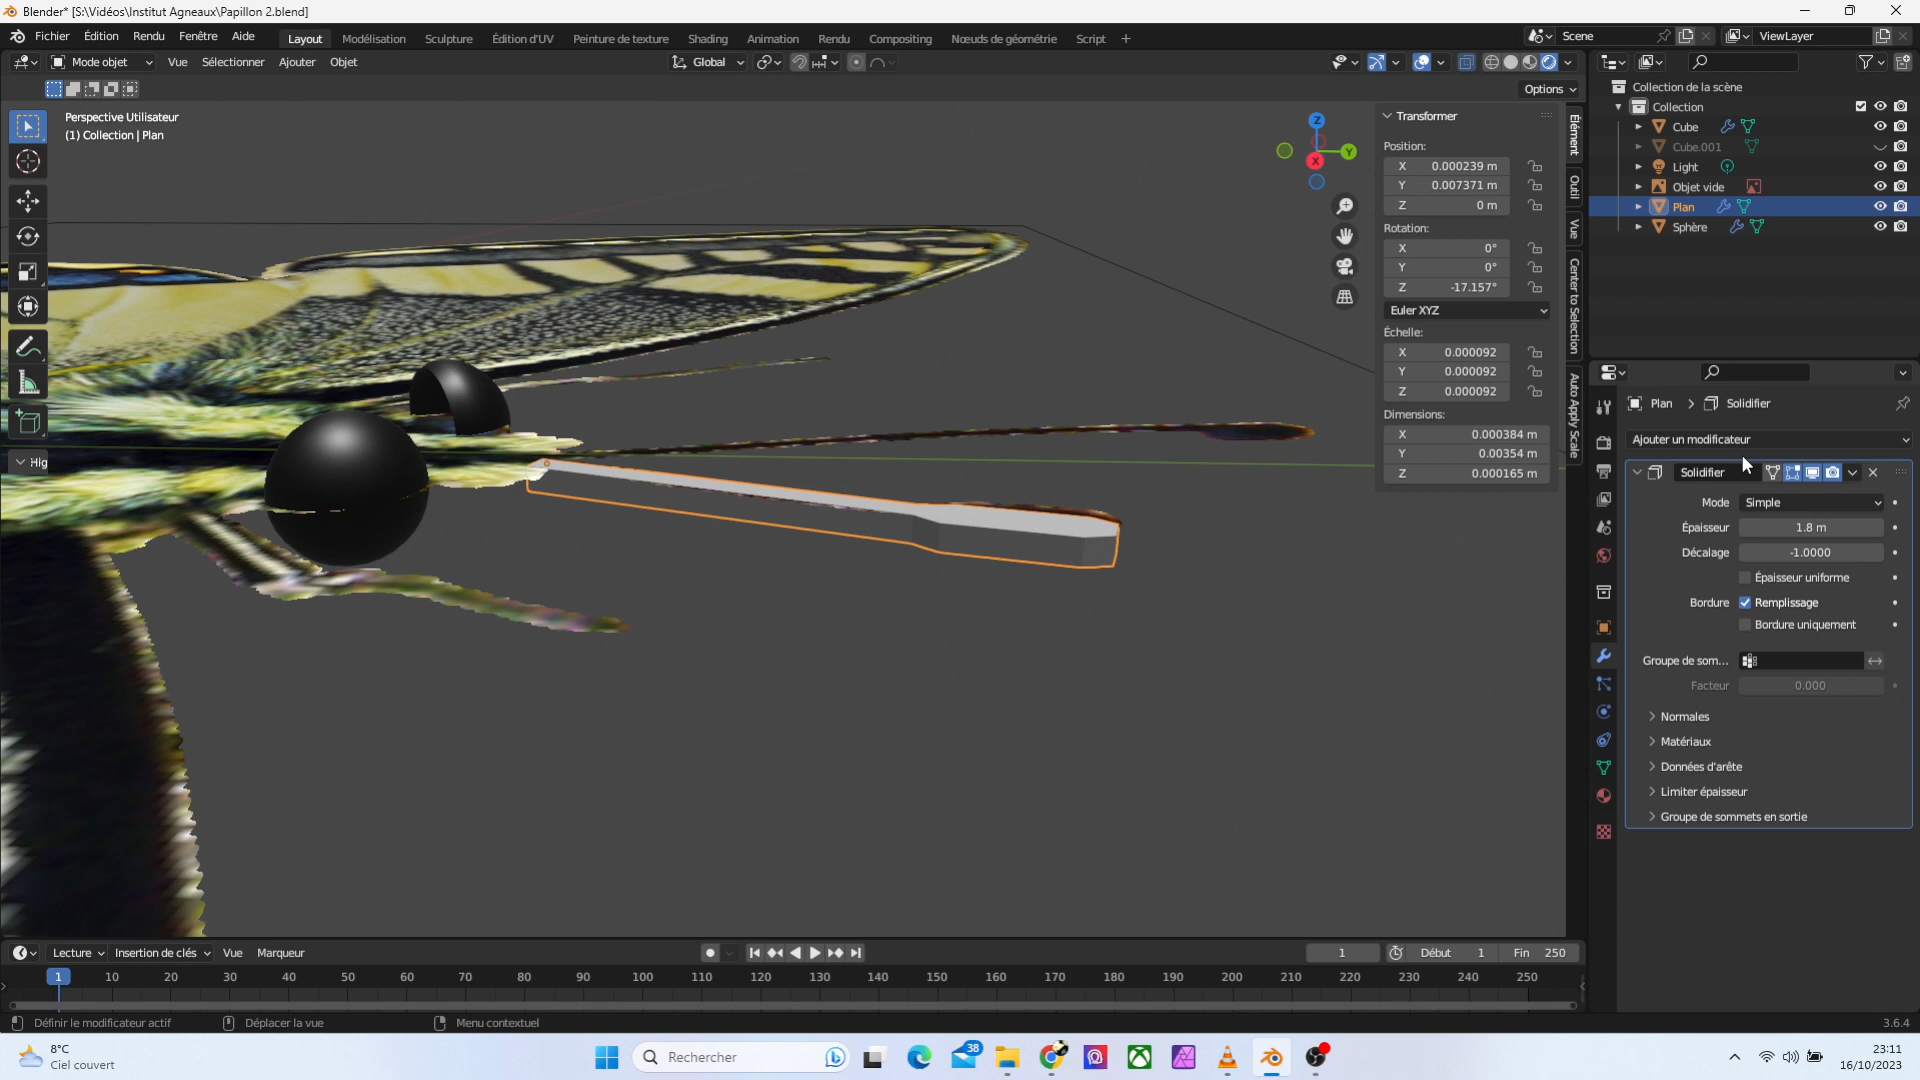 Blender* [S:\Vidéos\Institut Agneaux\Papillon 2.blend]
Fichier Édition Rendu Fenêtre Aide Layout Modélisation Sculpture Édition d'UV Peinture de texture Shading Animation Rendu Compositing Nœuds de géométrie Script + Scene ViewLayer
Mode objet Vue Sélectionner Ajouter Objet Global
Options
Perspective Utilisateur
(1) Collection | Plan
Hig
Z
Y
X
Transformer
Position:
X 0.000239 m
Y 0.007371 m
Z 0 m
Rotation:
X 0°
Y 0°
Z -17.157°
Euler XYZ
Échelle:
X 0.000092
Y 0.000092
Z 0.000092
Dimensions:
X 0.000384 m
Y 0.00354 m
Z 0.000165 m
Élément
Outil
Vue
Center to Selection
Auto Apply Scale
Collection de la scène
Collection
Cube
Cube.001
Light
Objet vide
Plan
Sphère
Plan > Solidifier
Ajouter un modificateur
Solidifier
Mode Simple
Épaisseur 1.8 m
Décalage -1.0000
Épaisseur uniforme
Bordure Remplissage
Bordure uniquement
Groupe de som...
Facteur 0.000
Normales
Matériaux
Données d'arête
Limiter épaisseur
Groupe de sommets en sortie
Lecture Insertion de clés Vue Marqueur 1 Début 1 Fin 250
1 10 20 30 40 50 60 70 80 90 100 110 120 130 140 150 160 170 180 190 200 210 220 230 240 250
Définir le modificateur actif Déplacer la vue Menu contextuel 3.6.4
8°C
Ciel couvert
Rechercher
38
23:11
16/10/2023